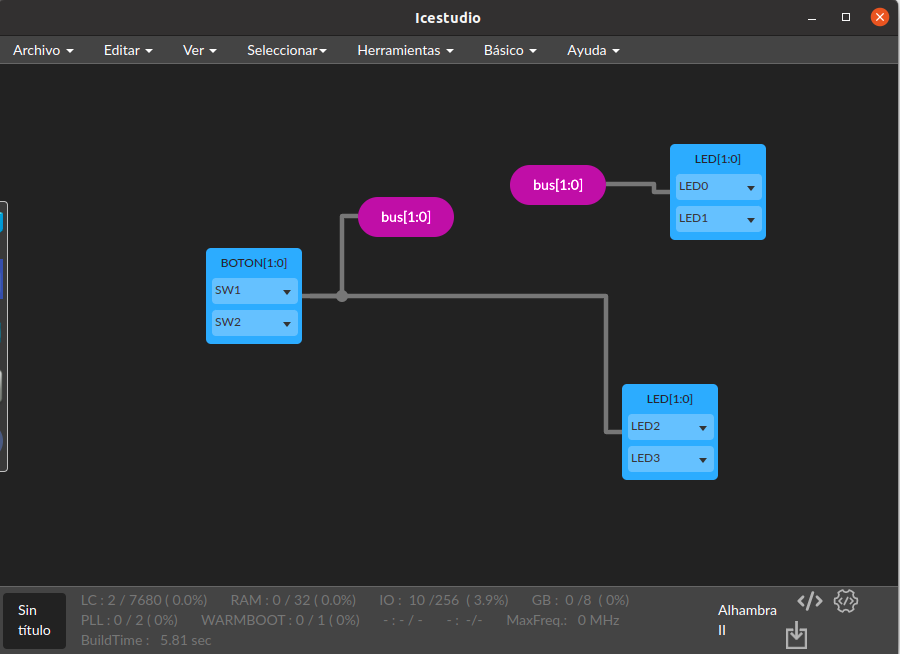 Icestudio
Archivo Editar Ver Seleccionar Herramientas Básico Ayuda
LED[1:0]
LED0
LED1
bus[1:0]
bus[1:0]
BOTON[1:0]
SW1
SW2
LED[1:0]
LED2
LED3
Sin
título
LC : 2 / 7680 ( 0.0%) RAM : 0 / 32 ( 0.0%) IO : 10 /256 ( 3.9%) GB : 0 /8 ( 0%)
PLL : 0 / 2 ( 0%) WARMBOOT : 0 / 1 ( 0%) - : - / - - : -/- MaxFreq.: 0 MHz
BuildTime : 5.81 sec
Alhambra
II